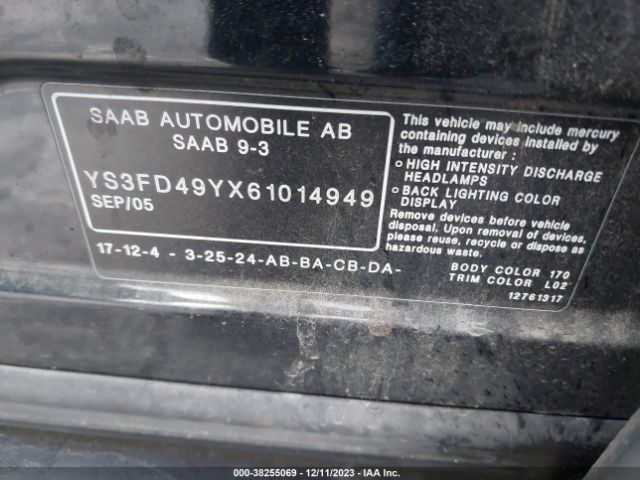 SAAB AUTOMOBILE AB
SAAB 9-3
YS3FD49YX61014949
SEP/05
17-12-4 - 3-25-24-AB-BA-CB-DA-
This vehicle may include mercury
containing devices installed by
the manufacturer:
○ HIGH INTENSITY DISCHARGE
HEADLAMPS
○ BACK LIGHTING COLOR
DISPLAY
Remove devices before vehicle
disposal. Upon removal of devices,
please reuse, recycle or dispose as
hazardous waste.
BODY COLOR 170
TRIM COLOR L02
12761317
000-38255069 - 12/11/2023 - IAA Inc.